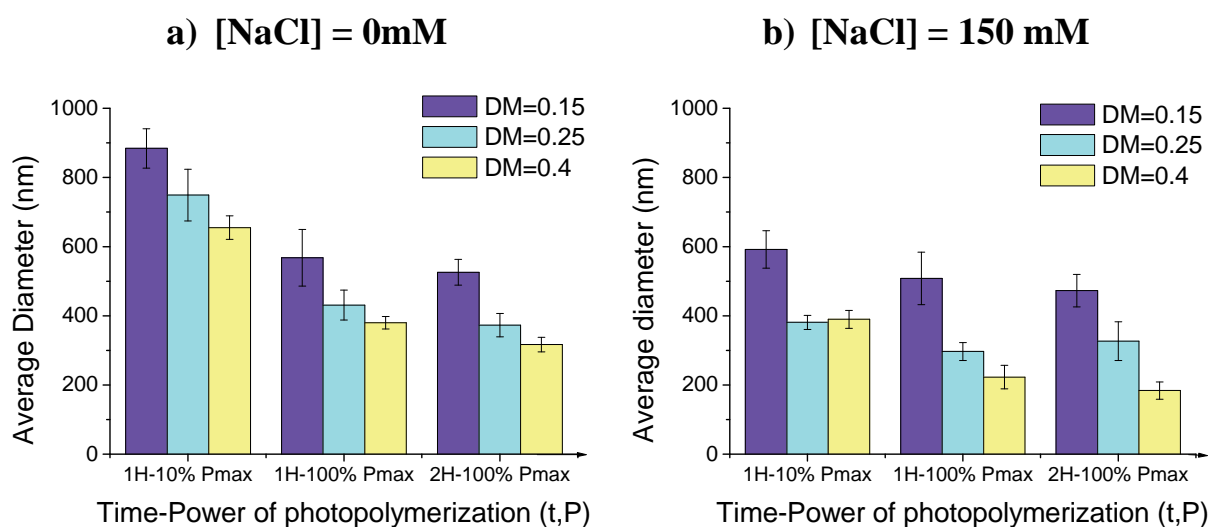 a) [NaCl] = 0mM
Average Diameter (nm)
1000
800
600
400
200
0
DM=0.15
DM=0.25
DM=0.4
1H-10% Pmax
1H-100% Pmax
2H-100% Pmax
Time-Power of photopolymerization (t,P)
b) [NaCl] = 150 mM
Average diameter (nm)
1000
800
600
400
200
0
DM=0.15
DM=0.25
DM=0.4
1H-10% Pmax
1H-100% Pmax
2H-100% Pmax
Time-Power of photopolymerization (t,P)